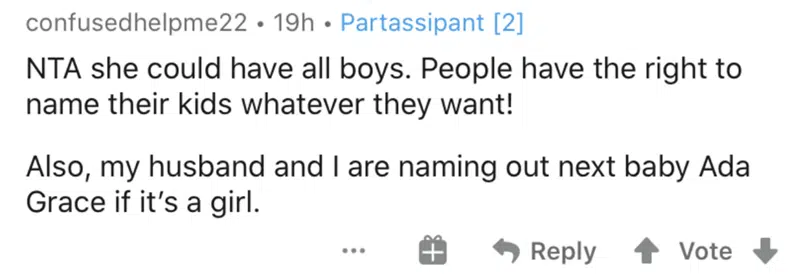 confusedhelpme22 • 19h • Partassipant [2]
NTA she could have all boys. People have the right to
name their kids whatever they want!
Also, my husband and I are naming out next baby Ada
Grace if it's a girl.
... Reply Vote